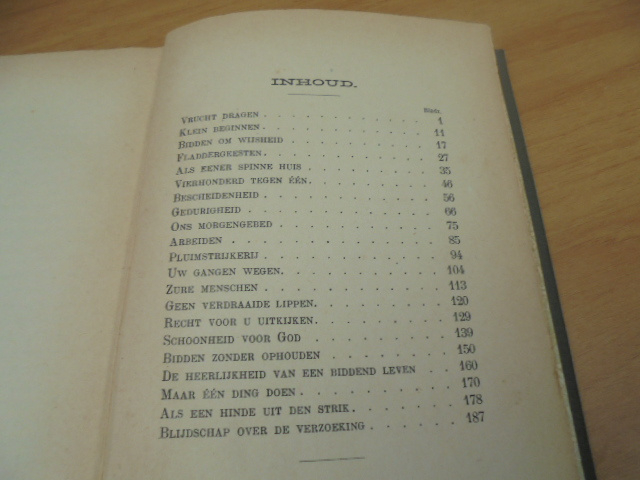 INHOUD.
Bladz.
VRUCHT DRAGEN . . . . . . . . . . . . 1
KLEIN BEGINNEN . . . . . . . . . . . . 11
BIDDEN OM WIJSHEID . . . . . . . . . . 17
FLADDERGEESTEN . . . . . . . . . . . . 27
ALS EENER SPINNE HUIS . . . . . . . . . 35
VIERHONDERD TEGEN ÉÉN . . . . . . . . . 46
BESCHEIDENHEID . . . . . . . . . . . . 56
GEDURIGHEID . . . . . . . . . . . . 66
ONS MORGENGEBED . . . . . . . . . . . 75
ARBEIDEN . . . . . . . . . . . . . 85
PLUIMSTRIJKERIJ . . . . . . . . . . . 94
UW GANGEN WEGEN . . . . . . . . . . 104
ZURE MENSCHEN . . . . . . . . . . . 113
GEEN VERDRAAIDE LIPPEN . . . . . . . . 120
RECHT VOOR U UITKIJKEN . . . . . . . . 129
SCHOONHEID VOOR GOD . . . . . . . . . 139
BIDDEN ZONDER OPHOUDEN . . . . . . . . 150
DE HEERLIJKHEID VAN EEN BIDDEND LEVEN . . 160
MAAR ÉÉN DING DOEN . . . . . . . . . 170
ALS EEN HINDE UIT DEN STRIK . . . . . . 178
BLIJDSCHAP OVER DE VERZOEKING . . . . . 187